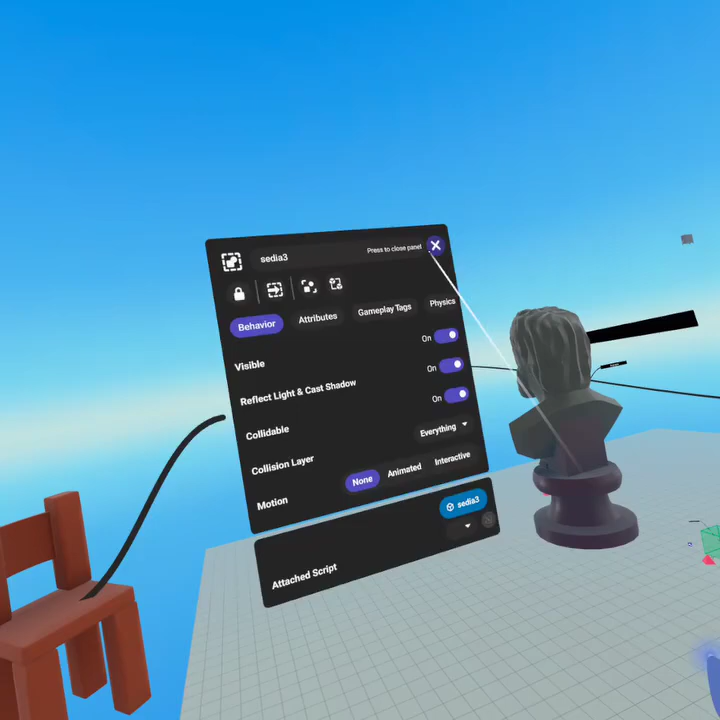 sedia3
Press to close panel
Behavior
Attributes
Gameplay Tags
Physics
Visible
On
Reflect Light & Cast Shadow
On
Collidable
On
Collision Layer
Everything
Motion
None
Animated
Interactive
Attached Script
sedia3